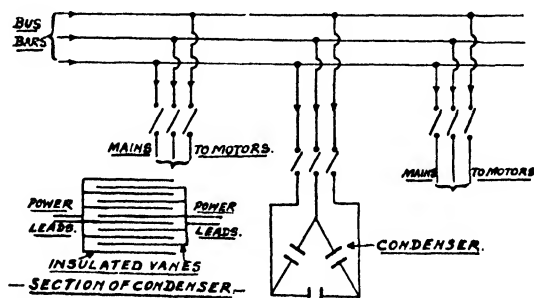 BUS
BARS
MAINS TO MOTORS.
MAINS TO MOTORS.
POWER POWER
LEADS. LEADS.
INSULATED VANES
— SECTION OF CONDENSER —
CONDENSER.